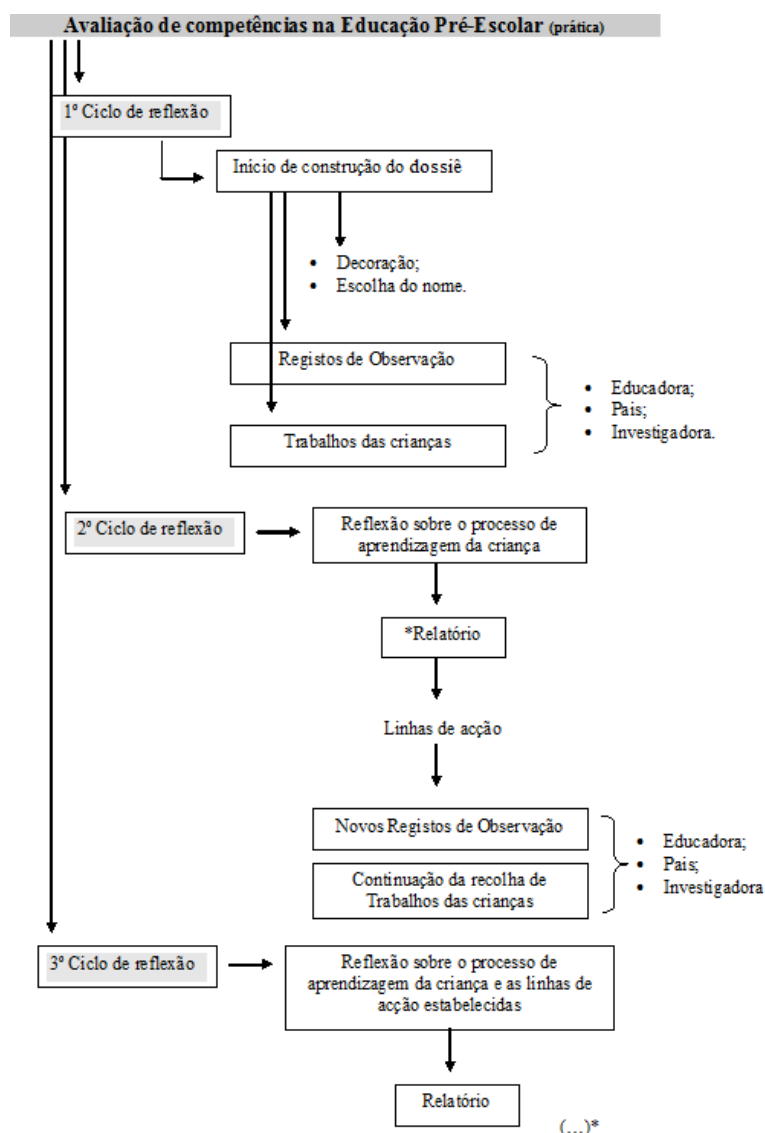 Avaliação de competências na Educação Pré-Escolar (prática)
1º Ciclo de reflexão
Início de construção do dossiê
• Decoração;
• Escolha do nome.
Registos de Observação
Trabalhos das crianças
• Educadora;
• Pais;
• Investigadora.
2º Ciclo de reflexão
Reflexão sobre o processo de
aprendizagem da criança
*Relatório
Linhas de acção
Novos Registos de Observação
Continuação da recolha de
Trabalhos das crianças
• Educadora;
• Pais;
• Investigadora
3º Ciclo de reflexão
Reflexão sobre o processo de
aprendizagem da criança e as linhas de
acção estabelecidas
Relatório
(...)*